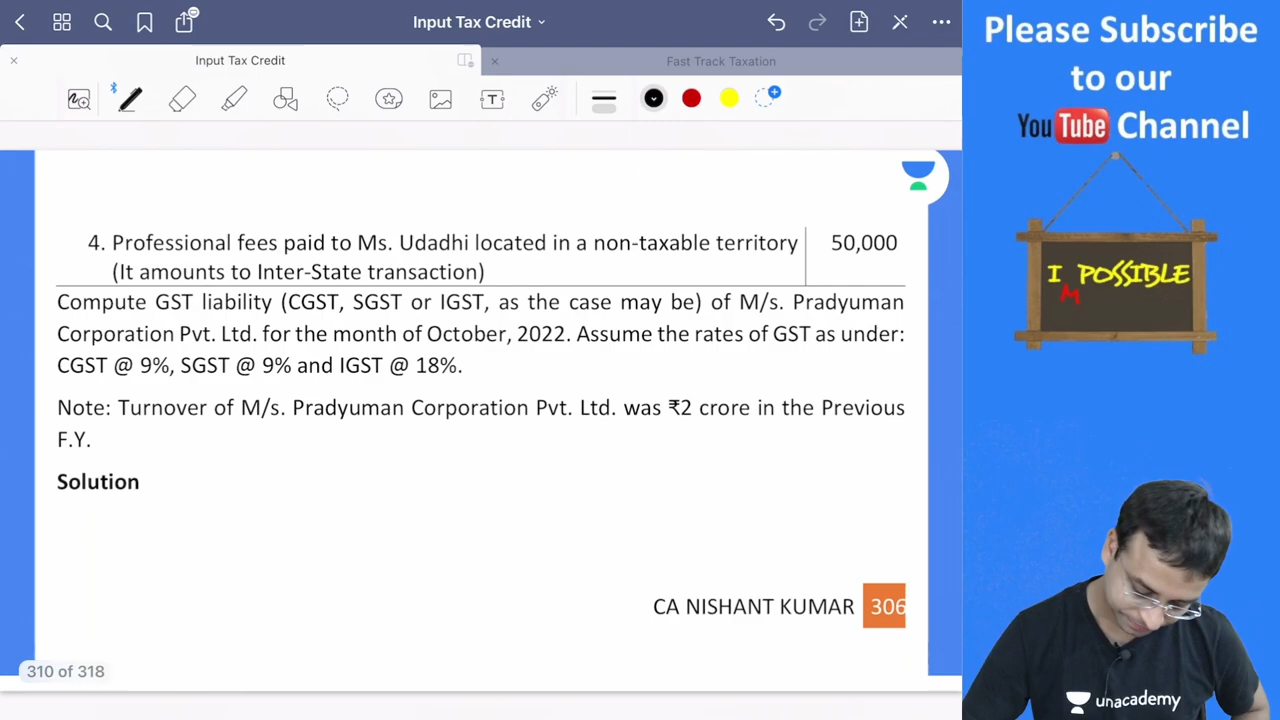 Input Tax Credit
Input Tax Credit
Fast Track Taxation
4. Professional fees paid to Ms. Udadhi located in a non-taxable territory 50,000
(It amounts to Inter-State transaction)
Compute GST liability (CGST, SGST or IGST, as the case may be) of M/s. Pradyuman
Corporation Pvt. Ltd. for the month of October, 2022. Assume the rates of GST as under:
CGST @ 9%, SGST @ 9% and IGST @ 18%.
Note: Turnover of M/s. Pradyuman Corporation Pvt. Ltd. was ₹2 crore in the Previous
F.Y.
Solution
CA NISHANT KUMAR 306
310 of 318
Please Subscribe
to our
YouTube Channel
I POSSIBLE
M
unacademy